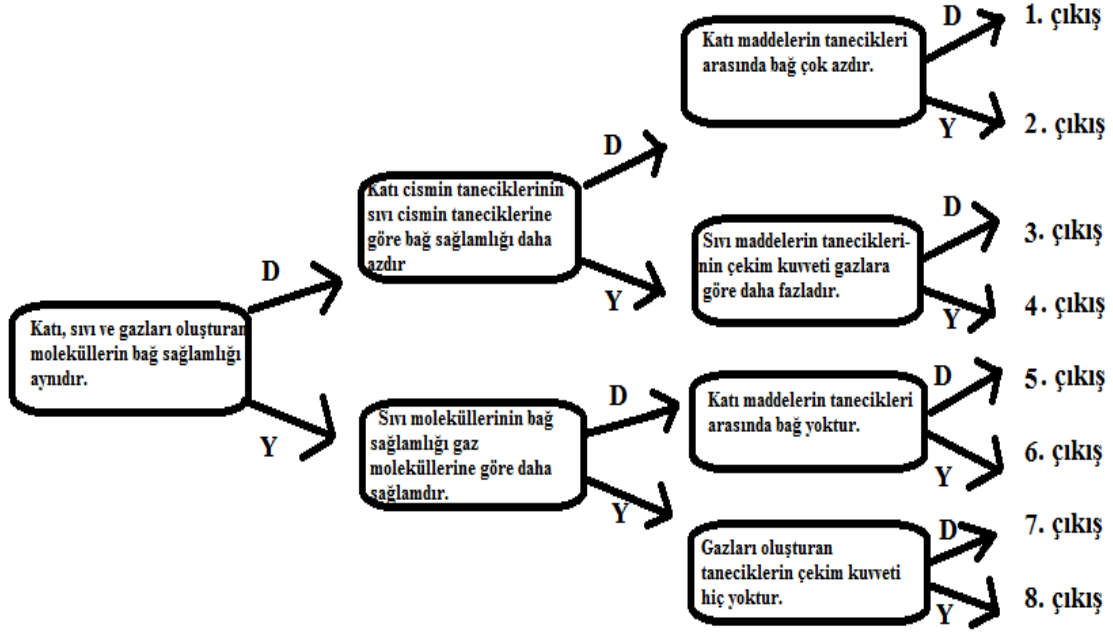 Katı, sıvı ve gazları oluşturan
moleküllerin bağ sağlamlığı
aynıdır.
D
Y
Katı cismin taneciklerinin
sıvı cismin taneciklerine
göre bağ sağlamlığı daha
azdır
D
Y
Sıvı moleküllerinin bağ
sağlamlığı gaz
moleküllerine göre daha
sağlamdır.
D
Y
Katı maddelerin tanecikleri
arasında bağ çok azdır.
D
Y
Sıvı maddelerin tanecikleri-
nin çekim kuvveti gazlara
göre daha fazladır.
D
Y
Katı maddelerin tanecikleri
arasında bağ yoktur.
D
Y
Gazları oluşturan
taneciklerin çekim kuvveti
hiç yoktur.
D
Y
1. çıkış
2. çıkış
3. çıkış
4. çıkış
5. çıkış
6. çıkış
7. çıkış
8. çıkış